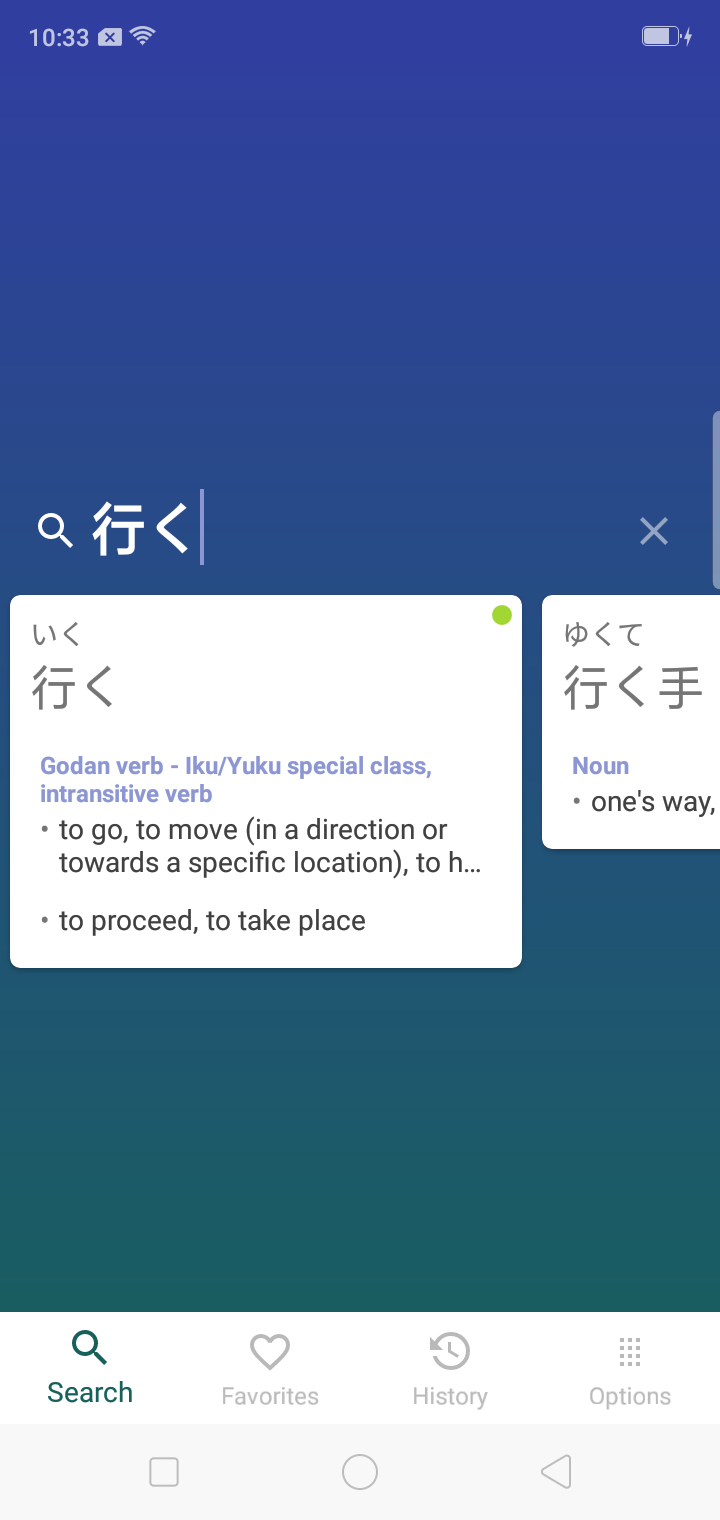 10:33
行く
いく
行く
Godan verb - Iku/Yuku special class,
intransitive verb
• to go, to move (in a direction or
towards a specific location), to h...
• to proceed, to take place
ゆくて
行く手
Noun
• one's way,
Search
Favorites
History
Options